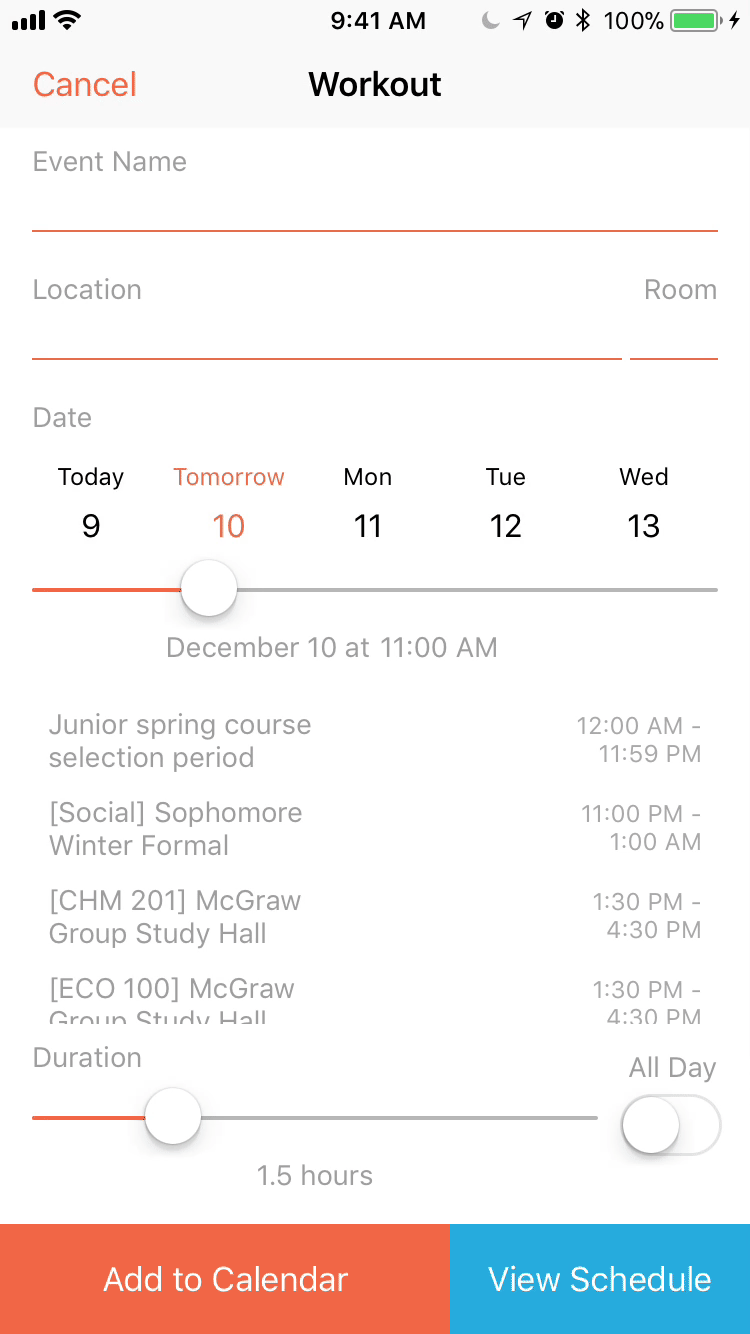 9:41 AM 100%
Cancel Workout
Event Name
Location Room
Date
Today Tomorrow Mon Tue Wed
9 10 11 12 13
December 10 at 11:00 AM
Junior spring course 12:00 AM -
selection period 11:59 PM
[Social] Sophomore 11:00 PM -
Winter Formal 1:00 AM
[CHM 201] McGraw 1:30 PM -
Group Study Hall 4:30 PM
[ECO 100] McGraw 1:30 PM -
Group Study Hall 4:30 PM
Duration All Day
1.5 hours
Add to Calendar View Schedule